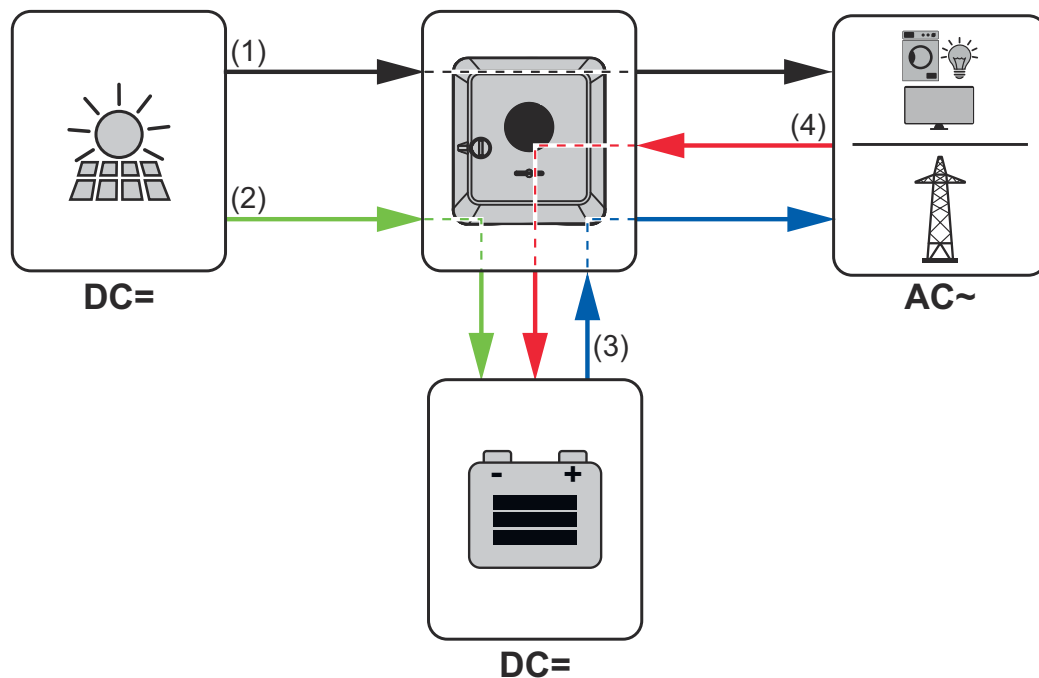 (1)
(4)
(2)
DC=
AC~
(3)
- +
DC=